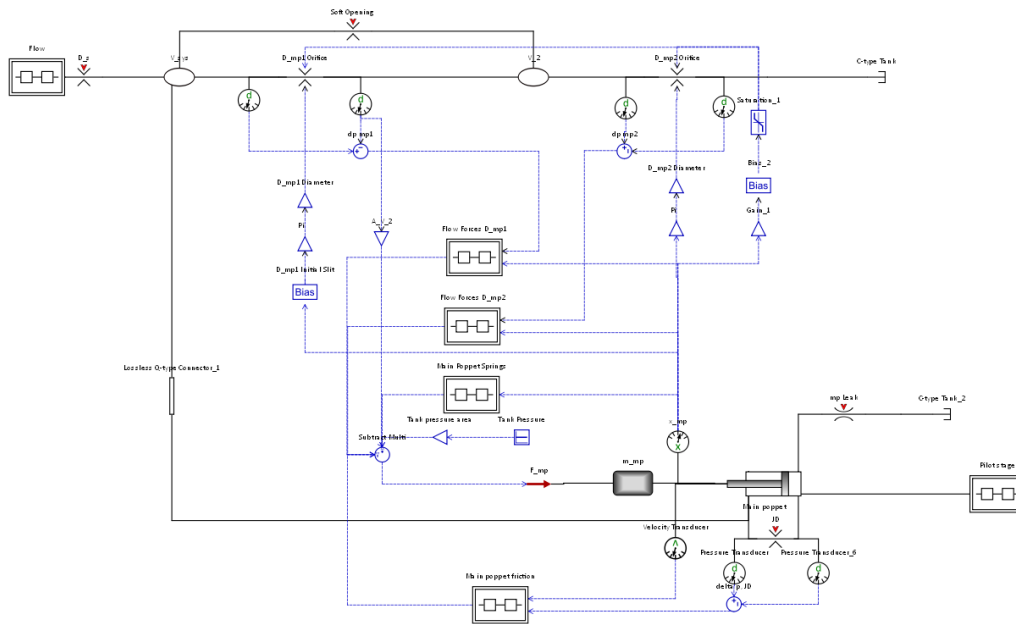 Soft Opening
Flow
D_s
V_sys
D_mp1 Orifice
V_2
D_mp2 Orifice
C-type Tank
d
d
d
d
Saturation_1
dp mp1
dp mp2
Bias_2
D_mp1 Diameter
D_mp2 Diameter
Bias
Pi
A_V_2
Pi
Gain_1
Flow Forces D_mp1
D_mp1 Initial Slit
Bias
Flow Forces D_mp2
Lossless Q-type Connector_1
Main Poppet Springs
mp Leak
C-type Tank_2
Tank pressure area
Tank Pressure
x_mp
Subtract Multi
X
F_mp
m_mp
Pilot stage
Main poppet
Velocity Transducer
JD
Pressure Transducer
Pressure Transducer_6
d
d
Main poppet friction
deltap JD